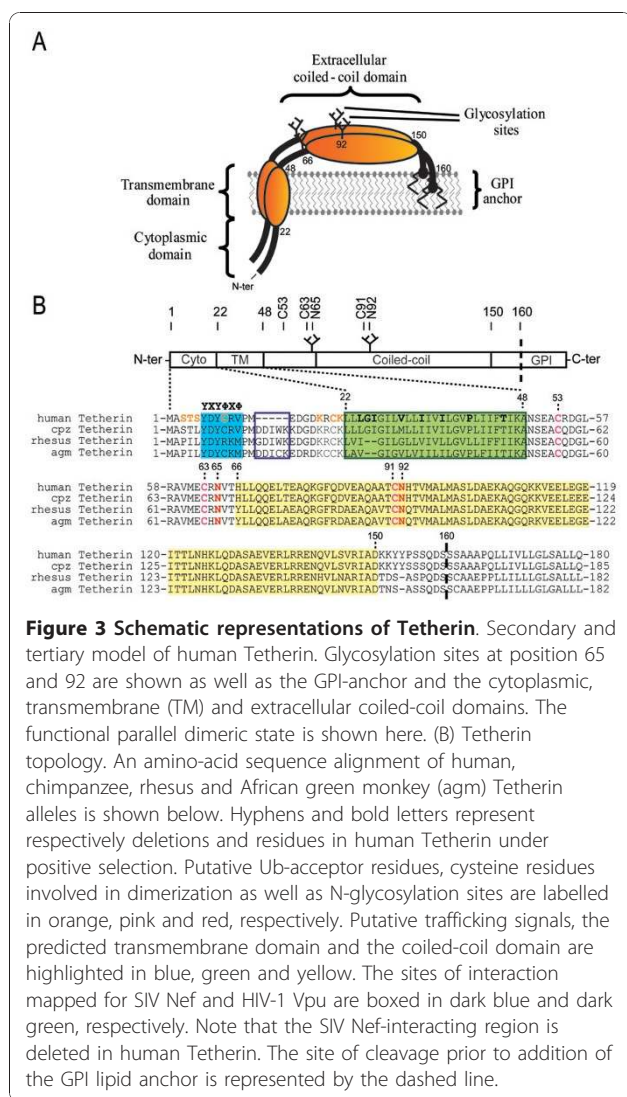 A
Extracellular
coiled-coil domain
Glycosylation
sites
92
66
150
48
160
Transmembrane
domain
GPI
anchor
22
Cytoplasmic
domain
N-ter
B
1 22 48 C53 C63 N65 C91 N92 150 160
N-ter Cyto TM Coiled-coil GPI C-ter
YXYΦXΦ 22 48 53
human Tetherin 1-MASTSYDYCRVPM-----EDGDKRCKLLLGIGILVLLIIVILGVPLIIFTIKANSEACRDGL-57
cpz Tetherin 1-MASTLYDYCRVPMDDIWKKDGDKRCKLLIGIGILMLLVIVILGVPLIIFTIKANSEACQDGL-62
rhesus Tetherin 1-MAPILYDYRKMPMDDIWKEDGDKRCKLVI--GILGLLVIVLLGVPLIFFIIKANSEACQDGL-60
agm Tetherin 1-MAPILYDYCKMPMDDICKEDGDKCCKLAV--GILGLLVIVLLGVLLIFFIIKANSEACQDGL-60
63 65 66 91 92
human Tetherin 58-RAVMECRNVTHLLQQELTEAQKGFQDVEAQAATCNHTVMALMASLDAEKAQGQKKVEELEGE-119
cpz Tetherin 63-RAVMECRNVTHLLQQELTEAQKGFQDVEAQAATCNHTVMALMASLDAEKAQGQKKVEELEGE-124
rhesus Tetherin 61-RAVMECRNVTYLLQQELAEAQRGFRDAEAQAVTCNQTVMALMASLDAEKAQGQKKVEELEGE-122
agm Tetherin 61-RAVMECHNVTYLLQQELAEAQKGFRDAEAQAATCNQTVMALMASLDAEKAQGRKKVEELEGE-122
150 160
human Tetherin 120-ITTLNHKLQDASAEVERLRRENQVLSVRIADKKYYPSSQDSSSAAAPQLLIVLLGLSALLQ-180
cpz Tetherin 125-ITTLNHKLQDASAEVERLRRENQVLSVRIADKKYYPSSQDSSSAAAPQLLIVLLGLSALLQ-185
rhesus Tetherin 123-ITTLNHKLQDASAEVERLRRENHVLNARIADTDS-ASPQDSSCAAEPPLLILLLGLSALLL-182
agm Tetherin 123-ITTLNHKLQDASAEVERLRRENQVLSVRIADTNS-ASSQDSSCAAEPPLLILLLGLGALLL-182
Figure 3 Schematic representations of Tetherin. Secondary and
tertiary model of human Tetherin. Glycosylation sites at position 65
and 92 are shown as well as the GPI-anchor and the cytoplasmic,
transmembrane (TM) and extracellular coiled-coil domains. The
functional parallel dimeric state is shown here. (B) Tetherin
topology. An amino-acid sequence alignment of human,
chimpanzee, rhesus and African green monkey (agm) Tetherin
alleles is shown below. Hyphens and bold letters represent
respectively deletions and residues in human Tetherin under
positive selection. Putative Ub-acceptor residues, cysteine residues
involved in dimerization as well as N-glycosylation sites are labelled
in orange, pink and red, respectively. Putative trafficking signals, the
predicted transmembrane domain and the coiled-coil domain are
highlighted in blue, green and yellow. The sites of interaction
mapped for SIV Nef and HIV-1 Vpu are boxed in dark blue and dark
green, respectively. Note that the SIV Nef-interacting region is
deleted in human Tetherin. The site of cleavage prior to addition of
the GPI lipid anchor is represented by the dashed line.